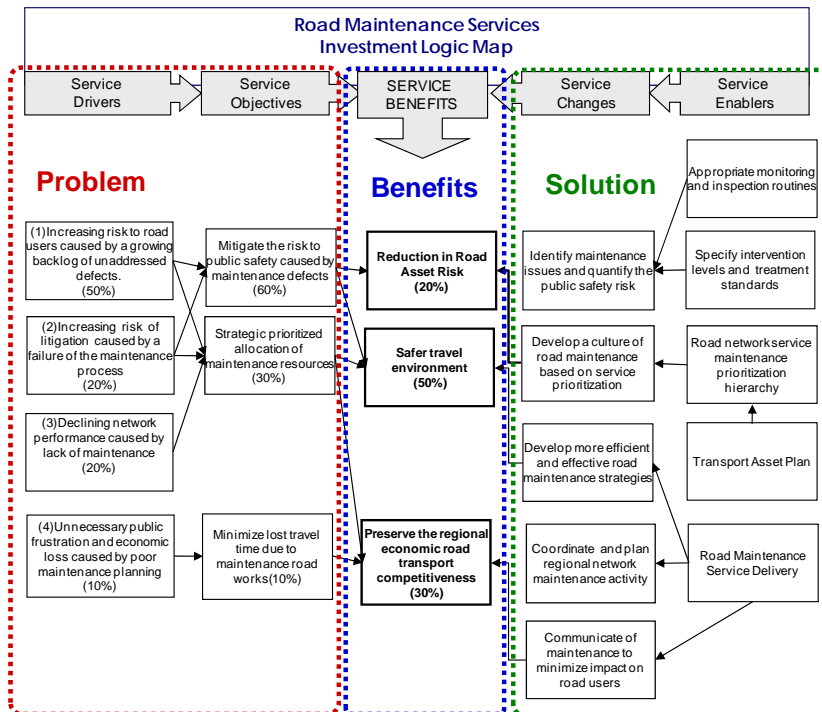 Road Maintenance Services
Investment Logic Map
Service
Drivers
Service
Objectives
SERVICE
BENEFITS
Service
Changes
Service
Enablers
Problem
Benefits
Solution
(1)Increasing risk to road
users caused by a growing
backlog of unaddressed
defects.
(50%)
(2)Increasing risk of
litigation caused by a
failure of the maintenance
process
(20%)
(3)Declining network
performance caused by
lack of maintenance
(20%)
(4)Unnecessary public
frustration and economic
loss caused by poor
maintenance planning
(10%)
Mitigate the risk to
public safety caused by
maintenance defects
(60%)
Strategic prioritized
allocation of
maintenance resources
(30%)
Minimize lost travel
time due to
maintenance road
works(10%)
Reduction in Road
Asset Risk
(20%)
Safer travel
environment
(50%)
Preserve the regional
economic road
transport
competitiveness
(30%)
Identify maintenance
issues and quantify the
public safety risk
Develop a culture of
road maintenance
based on service
prioritization
Develop more efficient
and effective road
maintenance strategies
Coordinate and plan
regional network
maintenance activity
Communicate of
maintenance to
minimize impact on
road users
Appropriate monitoring
and inspection routines
Specify intervention
levels and treatment
standards
Road network service
maintenance
prioritization
hierarchy
Transport Asset Plan
Road Maintenance
Service Delivery